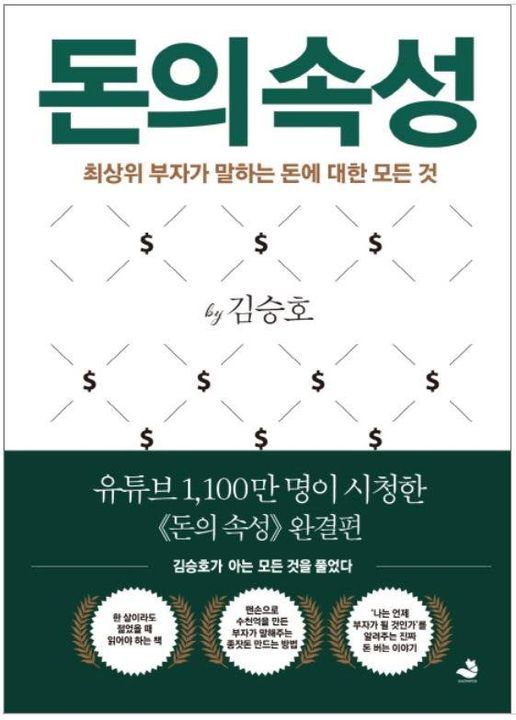 돈의 속성
최상위 부자가 말하는 돈에 대한 모든 것
$ $ $
by 김승호
$ $ $ $
$ $ $
유튜브 1,100만 명이 시청한
《돈의 속성》 완결편
김승호가 아는 모든 것을 풀었다
한 살이라도
젊었을 때
읽어야 하는 책
맨손으로
수천억을 만든
부자가 말해주는
종잣돈 만드는 방법
'나는 언제
부자가 될 것인가'를
알려주는 진짜
돈 버는 이야기